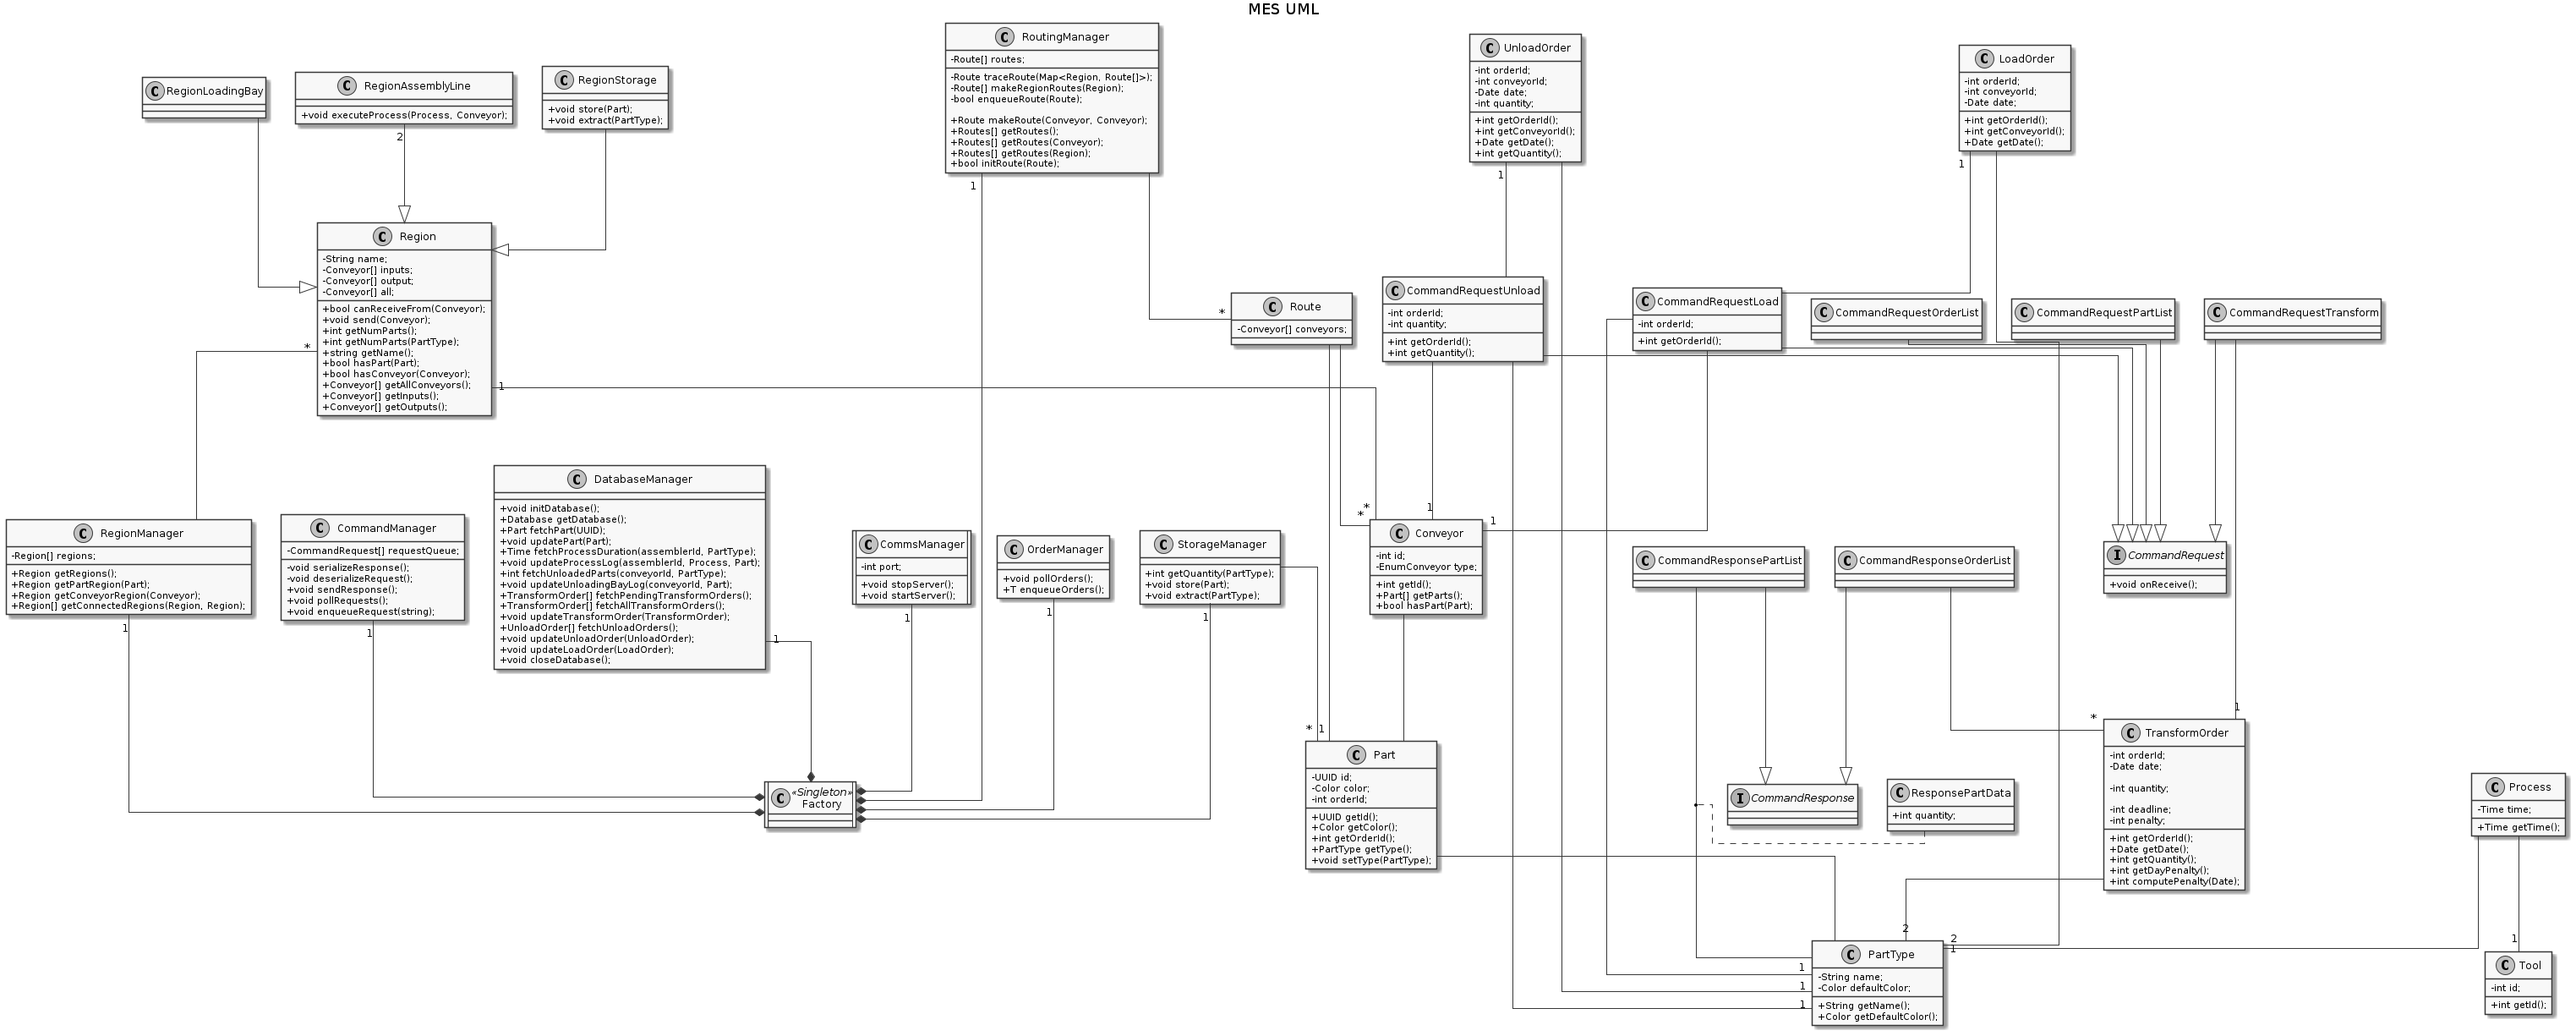 MES UML
C RoutingManager
-Route[] routes;
-Route traceRoute(Map<Region, Route[]>);
-Route[] makeRegionRoutes(Region);
-bool enqueueRoute(Route);
+Route makeRoute(Conveyor, Conveyor);
+Routes[] getRoutes();
+Routes[] getRoutes(Conveyor);
+Routes[] getRoutes(Region);
+bool initRoute(Route);
1
C UnloadOrder
-int orderId;
-int conveyorId;
-Date date;
-int quantity;
+int getOrderId();
+int getConveyorId();
+Date getDate();
+int getQuantity();
1
C LoadOrder
-int orderId;
-int conveyorId;
-Date date;
+int getOrderId();
+int getConveyorId();
+Date getDate();
1
C RegionLoadingBay
C RegionAssemblyLine
+void executeProcess(Process, Conveyor);
2
C RegionStorage
+void store(Part);
+void extract(PartType);
C Region
-String name;
-Conveyor[] inputs;
-Conveyor[] output;
-Conveyor[] all;
+bool canReceiveFrom(Conveyor);
+void send(Conveyor);
+int getNumParts();
+int getNumParts(PartType);
+string getName();
+bool hasPart(Part);
+bool hasConveyor(Conveyor);
+Conveyor[] getAllConveyors();
+Conveyor[] getInputs();
+Conveyor[] getOutputs();
*
1
*
C Route
-Conveyor[] conveyors;
C CommandRequestUnload
-int orderId;
-int quantity;
+int getOrderId();
+int getQuantity();
C CommandRequestLoad
-int orderId;
+int getOrderId();
C CommandRequestOrderList
C CommandRequestPartList
C CommandRequestTransform
C RegionManager
-Region[] regions;
+Region getRegions();
+Region getPartRegion(Part);
+Region getConveyorRegion(Conveyor);
+Region[] getConnectedRegions(Region, Region);
1
C CommandManager
-CommandRequest[] requestQueue;
-void serializeResponse();
-void deserializeRequest();
+void sendResponse();
+void pollRequests();
+void enqueueRequest(string);
1
C DatabaseManager
+void initDatabase();
+Database getDatabase();
+Part fetchPart(UUID);
+void updatePart(Part);
+Time fetchProcessDuration(assemblerId, PartType);
+void updateProcessLog(assemblerId, Process, Part);
+int fetchUnloadedParts(conveyorId, PartType);
+void updateUnloadingBayLog(conveyorId, Part);
+TransformOrder[] fetchPendingTransformOrders();
+TransformOrder[] fetchAllTransformOrders();
+void updateTransformOrder(TransformOrder);
+UnloadOrder[] fetchUnloadOrders();
+void updateUnloadOrder(UnloadOrder);
+void updateLoadOrder(LoadOrder);
+void closeDatabase();
1
C CommsManager
-int port;
+void stopServer();
+void startServer();
1
C OrderManager
+void pollOrders();
+T enqueueOrders();
1
C StorageManager
+int getQuantity(PartType);
+void store(Part);
+void extract(PartType);
1
*
*
1
1
C Conveyor
-int id;
-EnumConveyor type;
+int getId();
+Part[] getParts();
+bool hasPart(Part);
C CommandResponsePartList
C CommandResponseOrderList
I CommandRequest
+void onReceive();
* 1
C Part
-UUID id;
-Color color;
-int orderId;
+UUID getId();
+Color getColor();
+int getOrderId();
+PartType getType();
+void setType(PartType);
C «Singleton»
Factory
I CommandResponse
C ResponsePartData
+int quantity;
*
1
C TransformOrder
-int orderId;
-Date date;
-int quantity;
-int deadline;
-int penalty;
+int getOrderId();
+Date getDate();
+int getQuantity();
+int getDayPenalty();
+int computePenalty(Date);
C Process
-Time time;
+Time getTime();
2
2
1
1
1
1
1
C PartType
-String name;
-Color defaultColor;
+String getName();
+Color getDefaultColor();
C Tool
-int id;
+int getId();